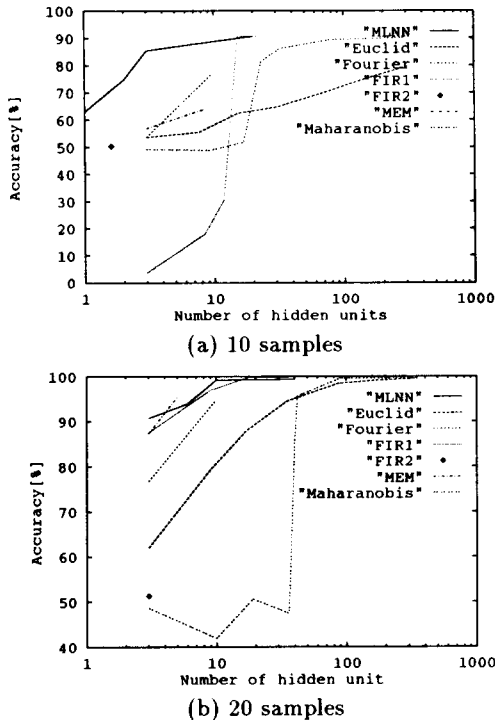 100
90
80
70
60
50
40
30
20
10
0
Accuracy[%]
"MLNN"
"Euclid"
"Fourier"
"FIR1"
"FIR2"
"MEM"
"Maharanobis"
1 10 100 1000
Number of hidden units
(a) 10 samples
100
90
80
70
60
50
40
Accuracy[%]
"MLNN"
"Euclid"
"Fourier"
"FIR1"
"FIR2"
"MEM"
"Maharanobis"
1 10 100 1000
Number of hidden unit
(b) 20 samples